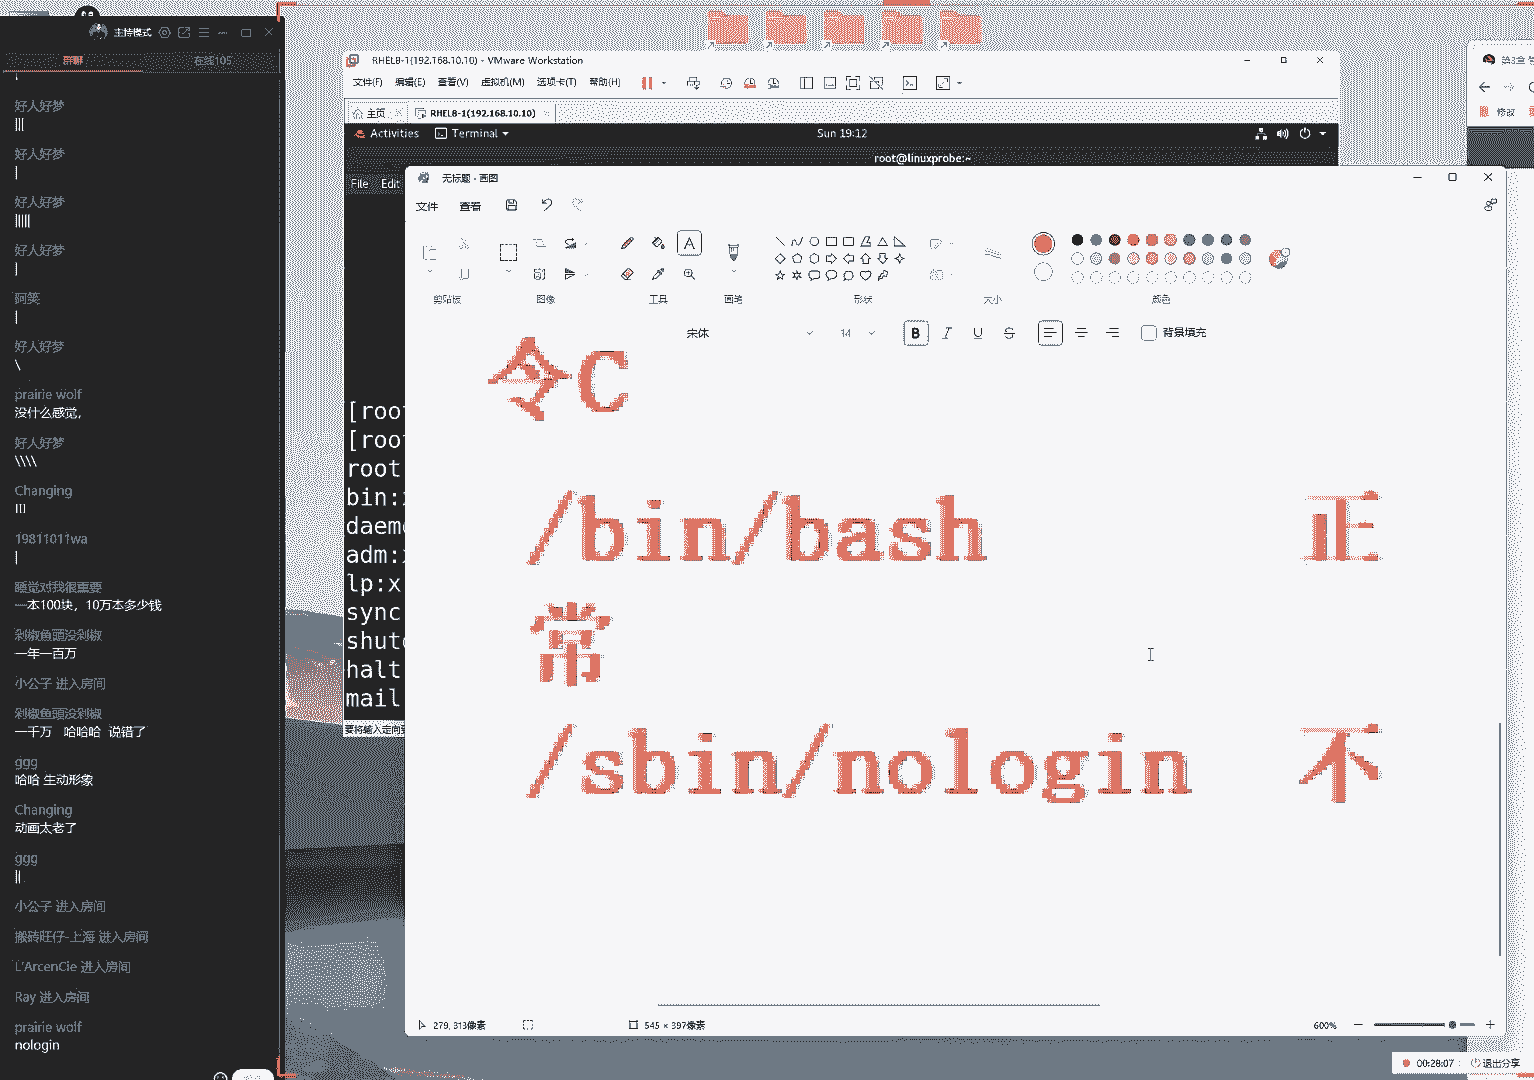 主持模式
群聊
在线105
好人好梦
|||
好人好梦
|
好人好梦
|||||
好人好梦
|
阿笑
|
好人好梦
\
prairie wolf
没什么感觉,
好人好梦
\\\\
Changing
ııı
19811011wa
|
睡觉对我很重要
一本100块，10万本多少钱
剁椒鱼頭没剁椒
一年一百万
小公子 进入房间
剁椒鱼頭没剁椒
一千万 哈哈哈 说错了
ggg
哈哈 生动形象
Changing
动画太老了
ggg
||
小公子 进入房间
搬砖旺仔-上海 进入房间
L'ArcenCie 进入房间
Ray 进入房间
prairie wolf
nologin
RHEL8-1(192.168.10.10) - VMware Workstation
文件(F) 编辑(E) 查看(V) 虚拟机(M) 选项卡(T) 帮助(H)
主页 RHEL8-1(192.168.10.10)
Activities Terminal Sun 19:12
root@linuxprobe:~
File Edit
[root
[root
root
bin:
daemo
adm:
lp:x
sync
shut
halt
mail
无标题 - 画图
文件 查看
剪贴板 图像 工具 画笔 形状 大小 颜色
宋体 14 B I U S 背景填充
令C
/bin/bash 正
常
/sbin/nologin 不
279, 313像素 545 × 397像素 600%
修改
00:28:07 退出分享